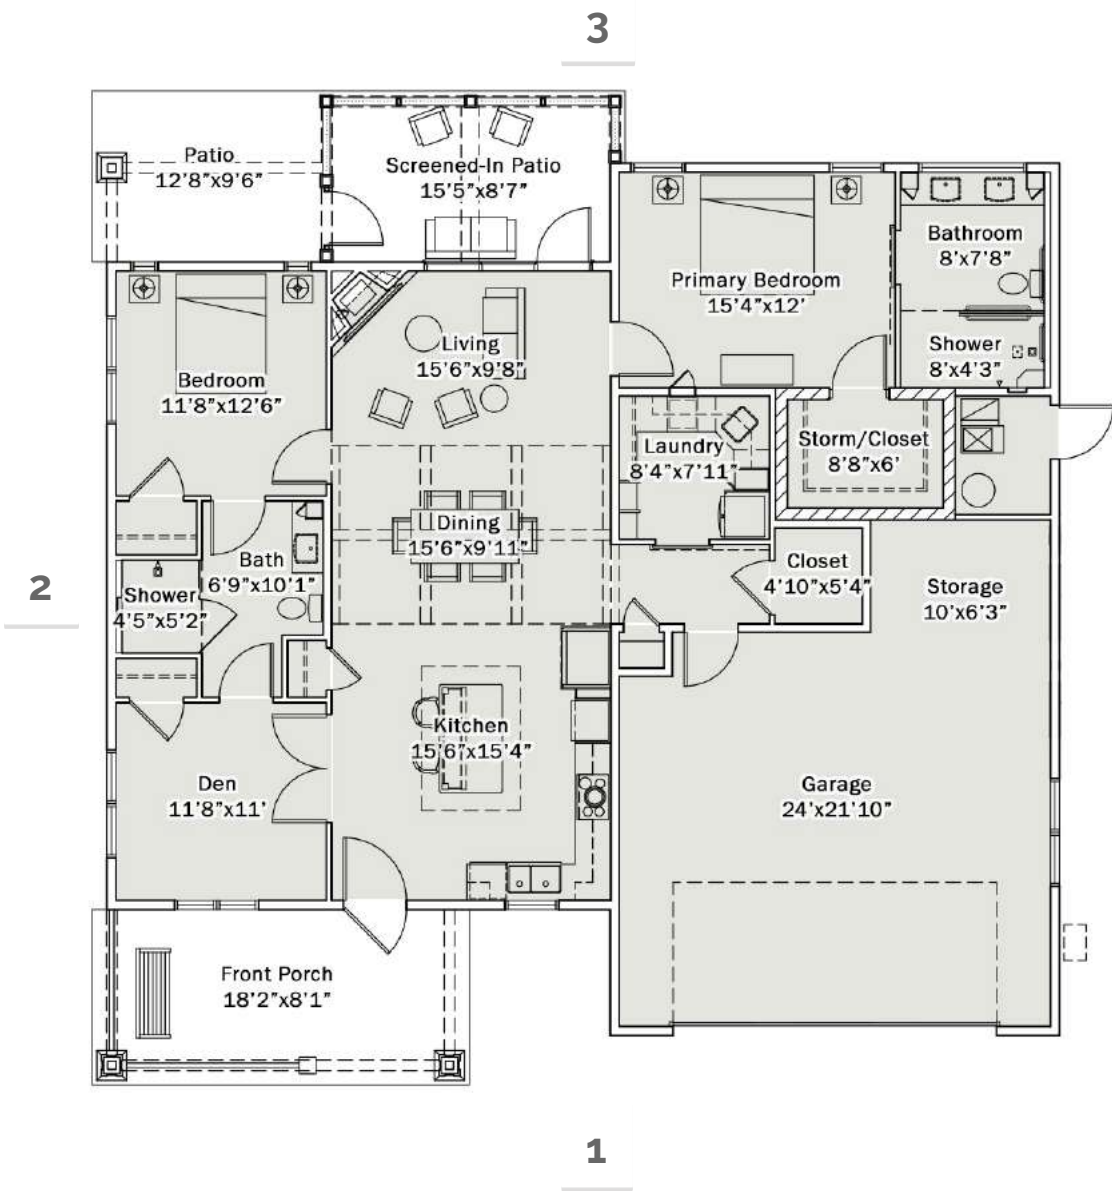 3
Patio
12'8"x9'6"
Screened-In Patio
15'5"x8'7"
Bathroom
8'x7'8"
Primary Bedroom
15'4"x12'
Living
15'6"x9'8"
Shower
8'x4'3"
Bedroom
11'8"x12'6"
Laundry
8'4"x7'11"
Storm/Closet
8'8"x6'
Dining
15'6"x9'11"
Bath
6'9"x10'1"
Closet
4'10"x5'4"
2
Shower
4'5"x5'2"
Storage
10'x6'3"
Kitchen
15'6"x15'4"
Den
11'8"x11'
Garage
24'x21'10"
Front Porch
18'2"x8'1"
1